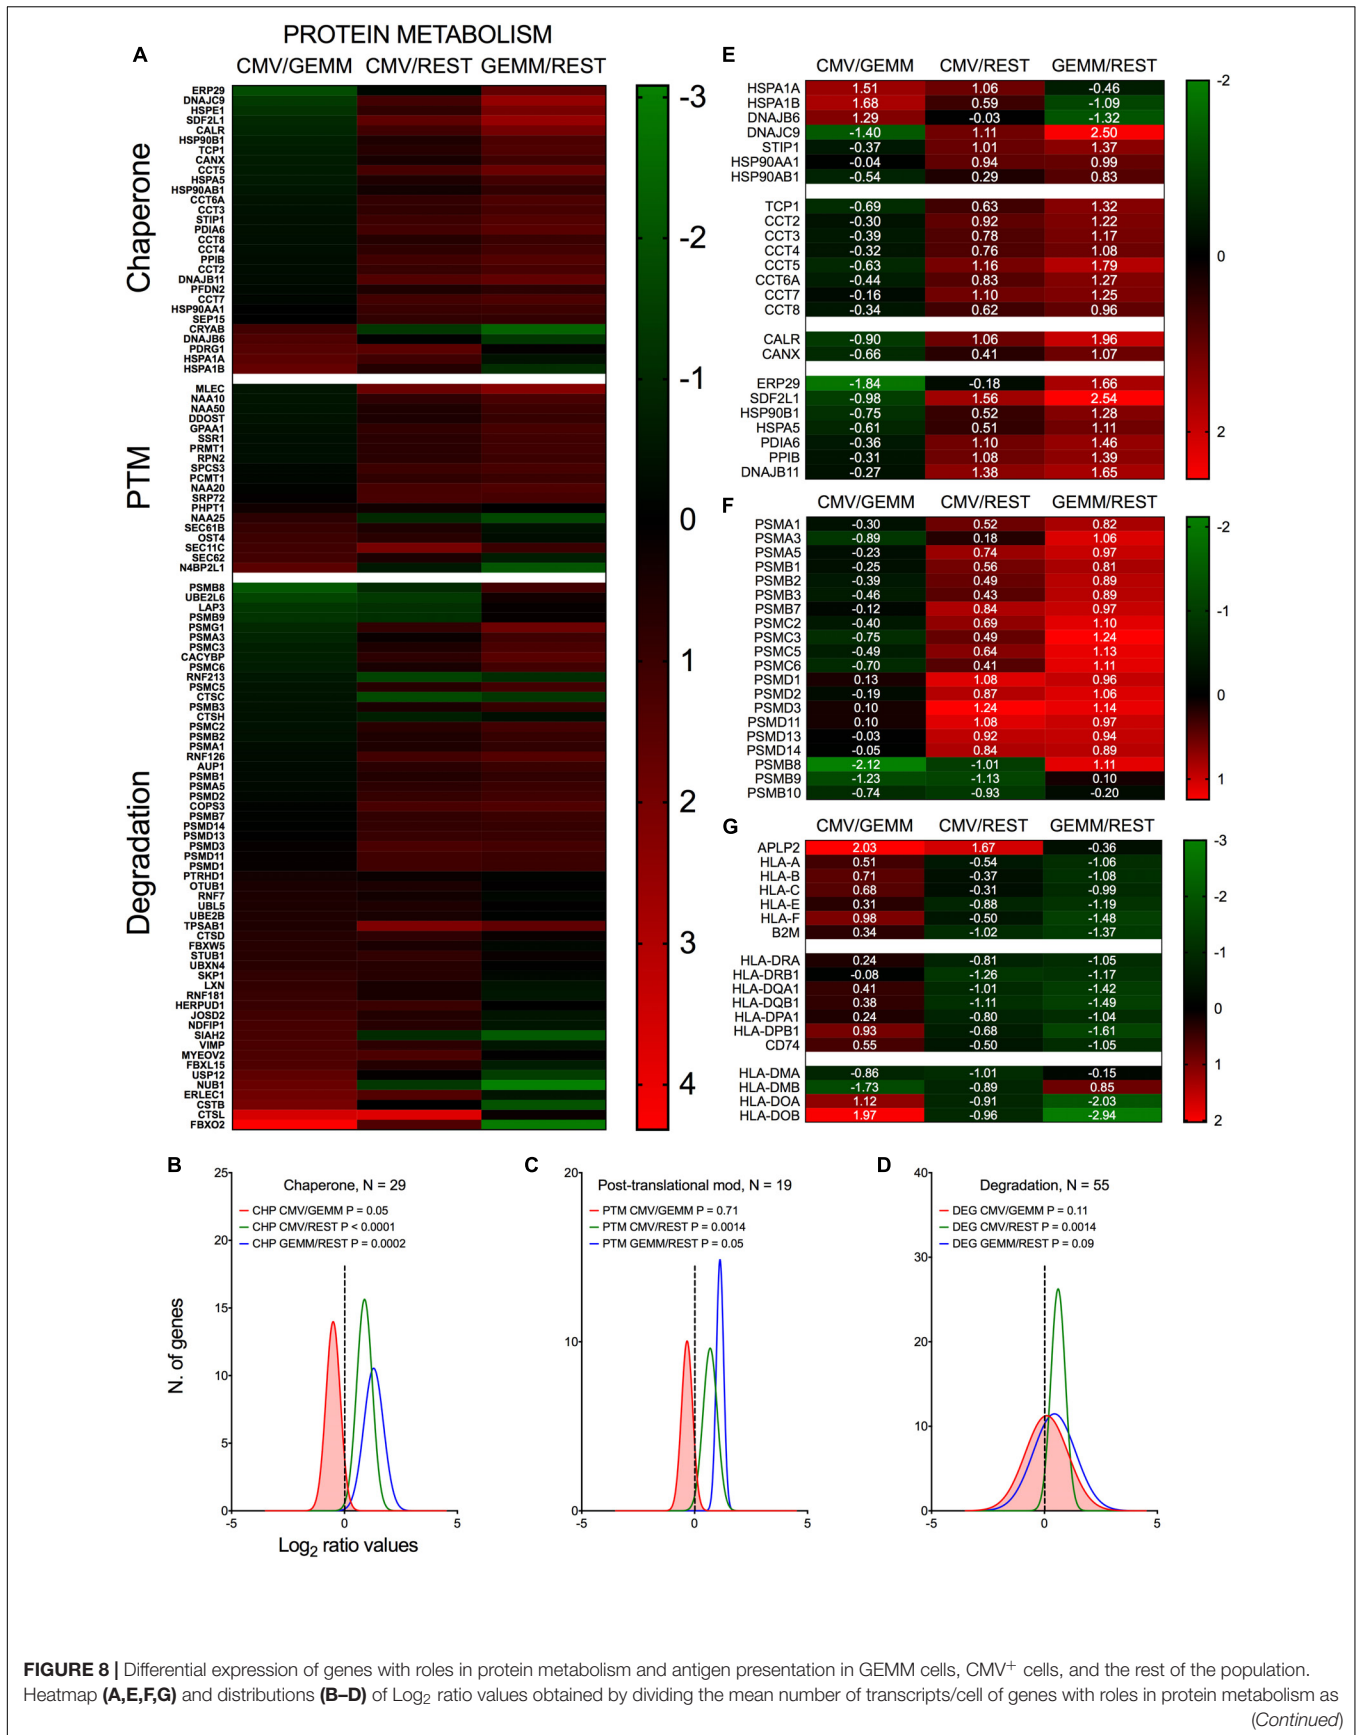 PROTEIN METABOLISM
A
CMV/GEMM CMV/REST GEMM/REST
Chaperone
ERP29
DNAJC9
HSPE1
SDF2L1
CALR
HSP90B1
TCP1
CANX
CCT5
HSPA5
HSP90AB1
CCT6A
CCT3
STIP1
PDIA6
CCT8
CCT4
PPIB
CCT2
DNAJB11
PFDN2
CCT7
HSP90AA1
SEP15
CRYAB
DNAJB6
PDRG1
HSPA1A
HSPA1B
PTM
MLEC
NAA10
NAA50
DDOST
GPAA1
SSR1
PRMT1
RPN2
SPCS3
PCMT1
NAA20
SRP72
PHPT1
NAA25
SEC61B
OST4
SEC11C
SEC62
N4BP2L1
Degradation
PSMB8
UBE2L6
LAP3
PSMB9
PSMG1
PSMA3
PSMC3
CACYBP
PSMC6
RNF213
PSMC5
CTSC
PSMB3
CTSH
PSMC2
PSMB2
PSMA1
RNF126
AUP1
PSMB1
PSMA5
PSMD2
COPS3
PSMB7
PSMD14
PSMD13
PSMD3
PSMD11
PSMD1
PTRHD1
OTUB1
RNF7
UBL5
UBE2B
TPSAB1
CTSD
FBXW5
STUB1
UBXN4
SKP1
LXN
RNF181
HERPUD1
JOSD2
NDFIP1
SIAH2
VIMP
MYEOV2
FBXL15
USP12
NUB1
ERLEC1
CSTB
CTSL
FBXO2
-3
-2
-1
0
1
2
3
4
E
CMV/GEMM CMV/REST GEMM/REST
HSPA1A 1.51 1.06 -0.46
HSPA1B 1.68 0.59 -1.09
DNAJB6 1.29 -0.03 -1.32
DNAJC9 -1.40 1.11 2.50
STIP1 -0.37 1.01 1.37
HSP90AA1 -0.04 0.94 0.99
HSP90AB1 -0.54 0.29 0.83
TCP1 -0.69 0.63 1.32
CCT2 -0.30 0.92 1.22
CCT3 -0.39 0.78 1.17
CCT4 -0.32 0.76 1.08
CCT5 -0.63 1.16 1.79
CCT6A -0.44 0.83 1.27
CCT7 -0.16 1.10 1.25
CCT8 -0.34 0.62 0.96
CALR -0.90 1.06 1.96
CANX -0.66 0.41 1.07
ERP29 -1.84 -0.18 1.66
SDF2L1 -0.98 1.56 2.54
HSP90B1 -0.75 0.52 1.28
HSPA5 -0.61 0.51 1.11
PDIA6 -0.36 1.10 1.46
PPIB -0.31 1.08 1.39
DNAJB11 -0.27 1.38 1.65
-2
0
2
F
CMV/GEMM CMV/REST GEMM/REST
PSMA1 -0.30 0.52 0.82
PSMA3 -0.89 0.18 1.06
PSMA5 -0.23 0.74 0.97
PSMB1 -0.25 0.56 0.81
PSMB2 -0.39 0.49 0.89
PSMB3 -0.46 0.43 0.89
PSMB7 -0.12 0.84 0.97
PSMC2 -0.40 0.69 1.10
PSMC3 -0.75 0.49 1.24
PSMC5 -0.49 0.64 1.13
PSMC6 -0.70 0.41 1.11
PSMD1 0.13 1.08 0.96
PSMD2 -0.19 0.87 1.06
PSMD3 0.10 1.24 1.14
PSMD11 0.10 1.08 0.97
PSMD13 -0.03 0.92 0.94
PSMD14 -0.05 0.84 0.89
PSMB8 -2.12 -1.01 1.11
PSMB9 -1.23 -1.13 0.10
PSMB10 -0.74 -0.93 -0.20
-2
-1
0
1
G
CMV/GEMM CMV/REST GEMM/REST
APLP2 2.03 1.67 -0.36
HLA-A 0.51 -0.54 -1.06
HLA-B 0.71 -0.37 -1.08
HLA-C 0.68 -0.31 -0.99
HLA-E 0.31 -0.88 -1.19
HLA-F 0.98 -0.50 -1.48
B2M 0.34 -1.02 -1.37
HLA-DRA 0.24 -0.81 -1.05
HLA-DRB1 -0.08 -1.26 -1.17
HLA-DQA1 0.41 -1.01 -1.42
HLA-DQB1 0.38 -1.11 -1.49
HLA-DPA1 0.24 -0.80 -1.04
HLA-DPB1 0.93 -0.68 -1.61
CD74 0.55 -0.50 -1.05
HLA-DMA -0.86 -1.01 -0.15
HLA-DMB -1.73 -0.89 0.85
HLA-DOA 1.12 -0.91 -2.03
HLA-DOB 1.97 -0.96 -2.94
-3
-2
-1
0
1
2
B
Chaperone, N = 29
CHP CMV/GEMM P = 0.05
CHP CMV/REST P < 0.0001
CHP GEMM/REST P = 0.0002
25
20
15
10
5
0
-5 0 5
N. of genes
Log2 ratio values
C
Post-translational mod, N = 19
PTM CMV/GEMM P = 0.71
PTM CMV/REST P = 0.0014
PTM GEMM/REST P = 0.05
20
10
0
-5 0 5
D
Degradation, N = 55
DEG CMV/GEMM P = 0.11
DEG CMV/REST P = 0.0014
DEG GEMM/REST P = 0.09
40
30
20
10
0
-5 0 5
FIGURE 8 | Differential expression of genes with roles in protein metabolism and antigen presentation in GEMM cells, CMV+ cells, and the rest of the population.
Heatmap (A,E,F,G) and distributions (B–D) of Log2 ratio values obtained by dividing the mean number of transcripts/cell of genes with roles in protein metabolism as
(Continued)